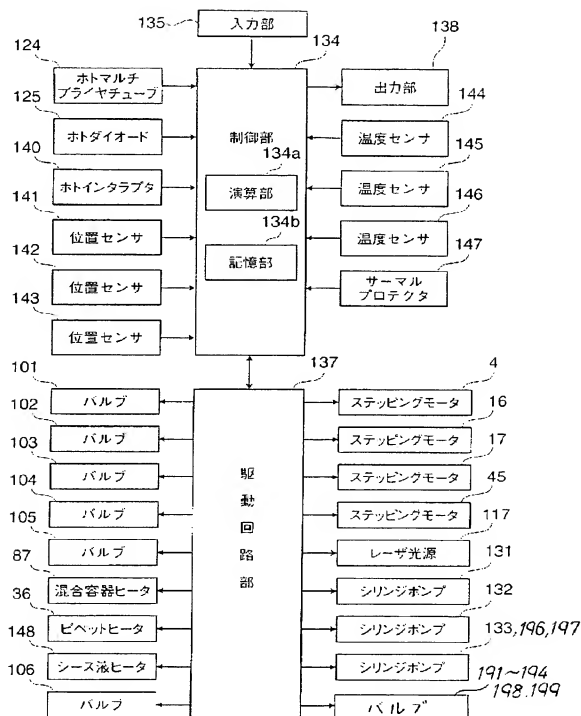 135
入力部
124
134
138
ホトマルチ
プライヤチューブ
出力部
125
144
ホトダイオード
制御部
温度センサ
140
134a
145
ホトインタラプタ
演算部
温度センサ
141
134b
146
位置センサ
記憶部
温度センサ
142
147
位置センサ
サーマル
プロテクタ
143
位置センサ
101
137
4
バルブ
ステッピングモータ
102
16
バルブ
ステッピングモータ
103
17
バルブ
駆動回路部
ステッピングモータ
104
45
バルブ
ステッピングモータ
105
117
バルブ
レーザ光源
87
131
混合容器ヒータ
シリンジポンプ
36
132
ピペットヒータ
シリンジポンプ
148
133,196,197
シース液ヒータ
シリンジポンプ
106
191~194
198.199
バルブ
バルブ